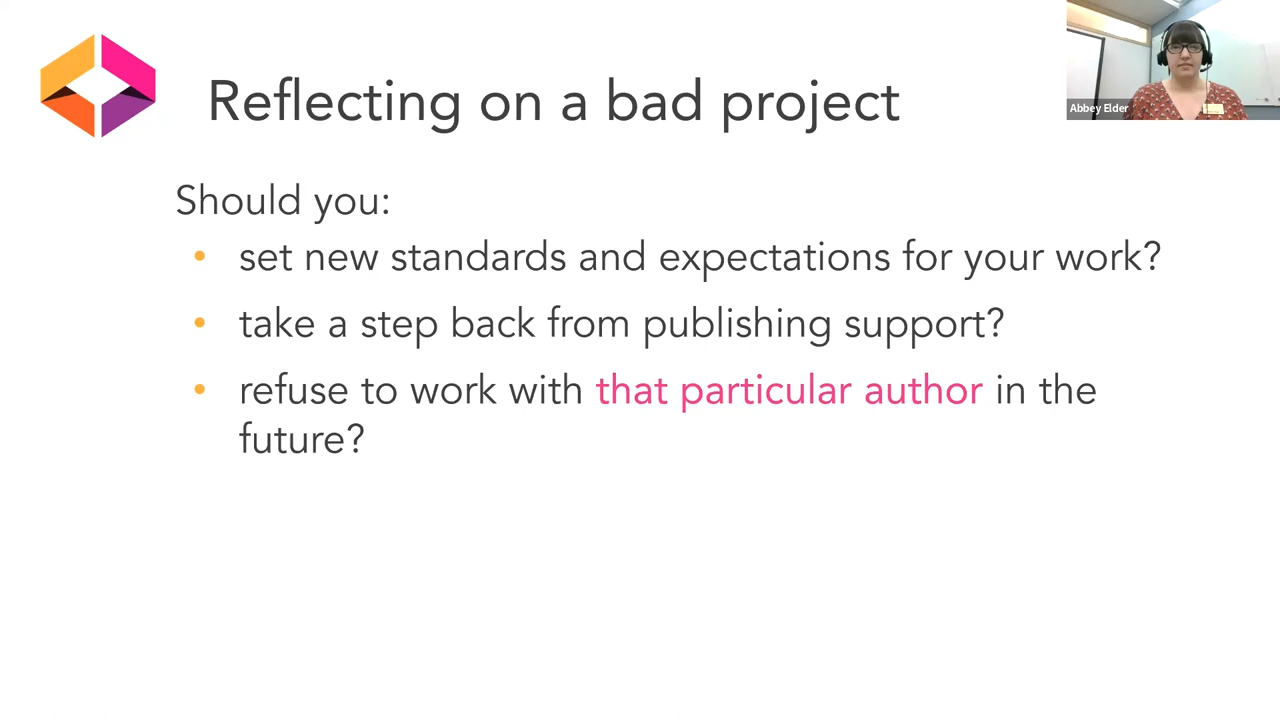 Reflecting on a bad project
Abbey Elder
Should you:
• set new standards and expectations for your work?
• take a step back from publishing support?
• refuse to work with that particular author in the
future?